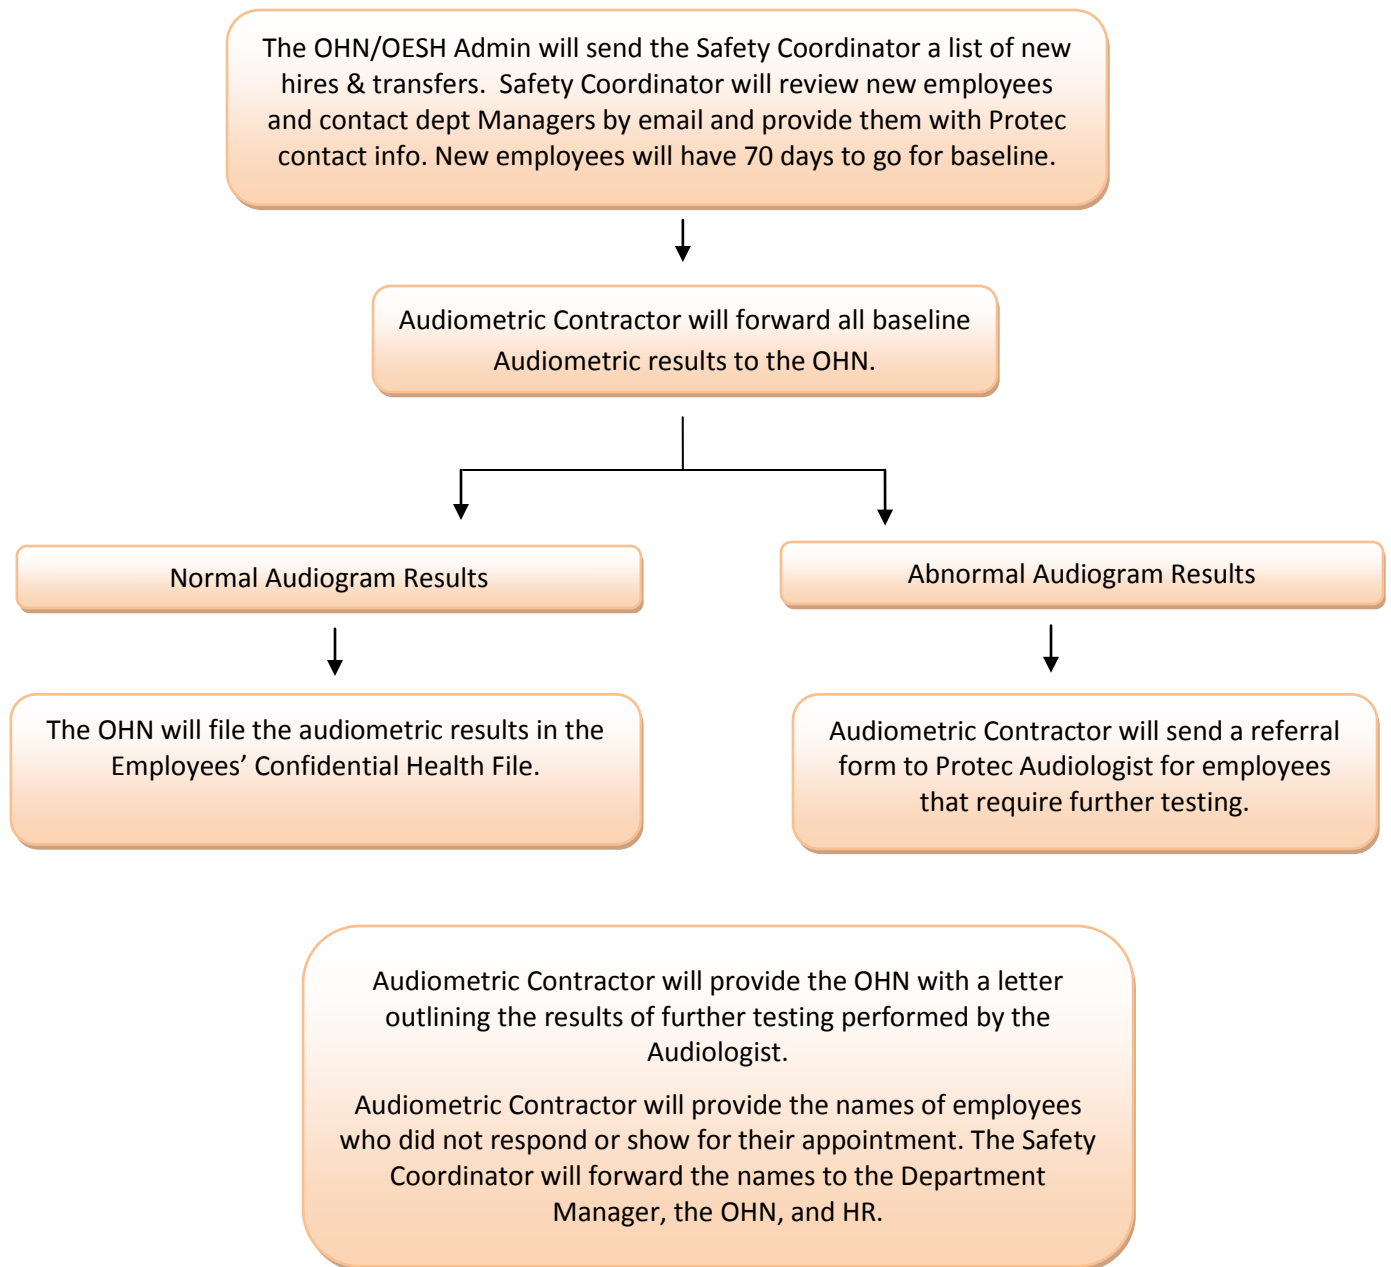 The OHN/OESH Admin will send the Safety Coordinator a list of new
hires & transfers.  Safety Coordinator will review new employees
and contact dept Managers by email and provide them with Protec
contact info. New employees will have 70 days to go for baseline.
Audiometric Contractor will forward all baseline
Audiometric results to the OHN.
Normal Audiogram Results
Abnormal Audiogram Results
The OHN will file the audiometric results in the
Employees’ Confidential Health File.
Audiometric Contractor will send a referral
form to Protec Audiologist for employees
that require further testing.
Audiometric Contractor will provide the OHN with a letter
outlining the results of further testing performed by the
Audiologist.
Audiometric Contractor will provide the names of employees
who did not respond or show for their appointment. The Safety
Coordinator will forward the names to the Department
Manager, the OHN, and HR.